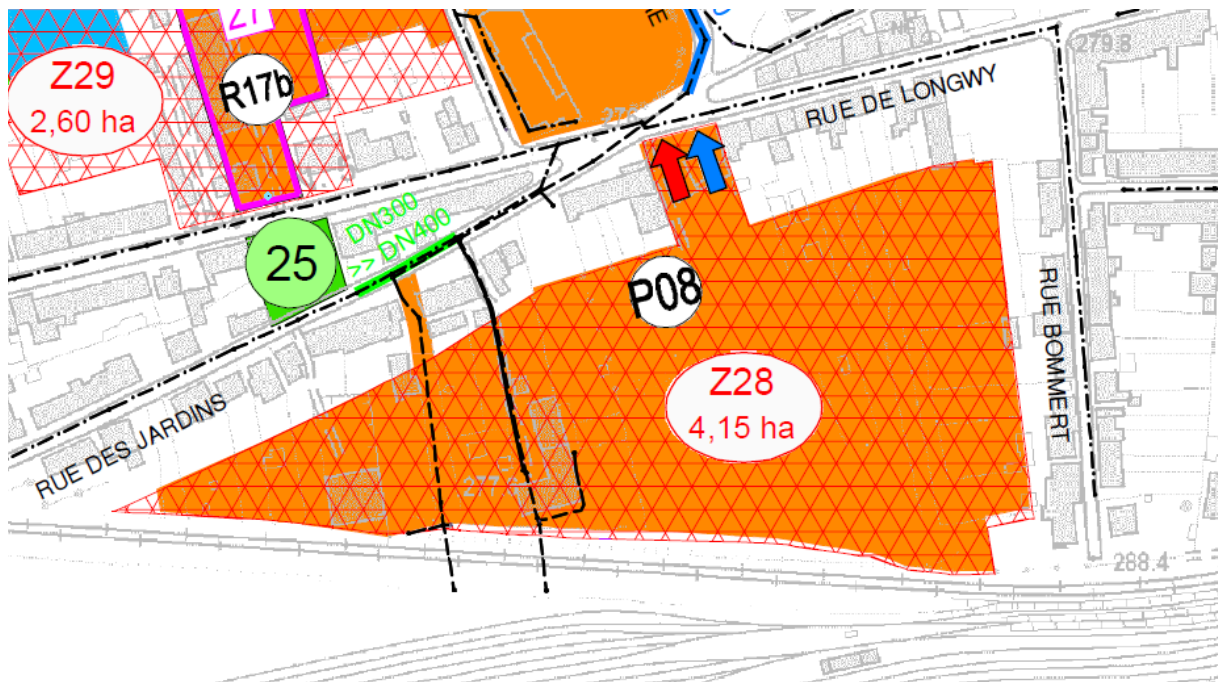 27
Z29
2,60 ha
R17b
279.8
RUE DE LONGWY
DN300
>> DN400
25
P08
RUE BOMMERT
Z28
4,15 ha
RUE DES JARDINS
288.4